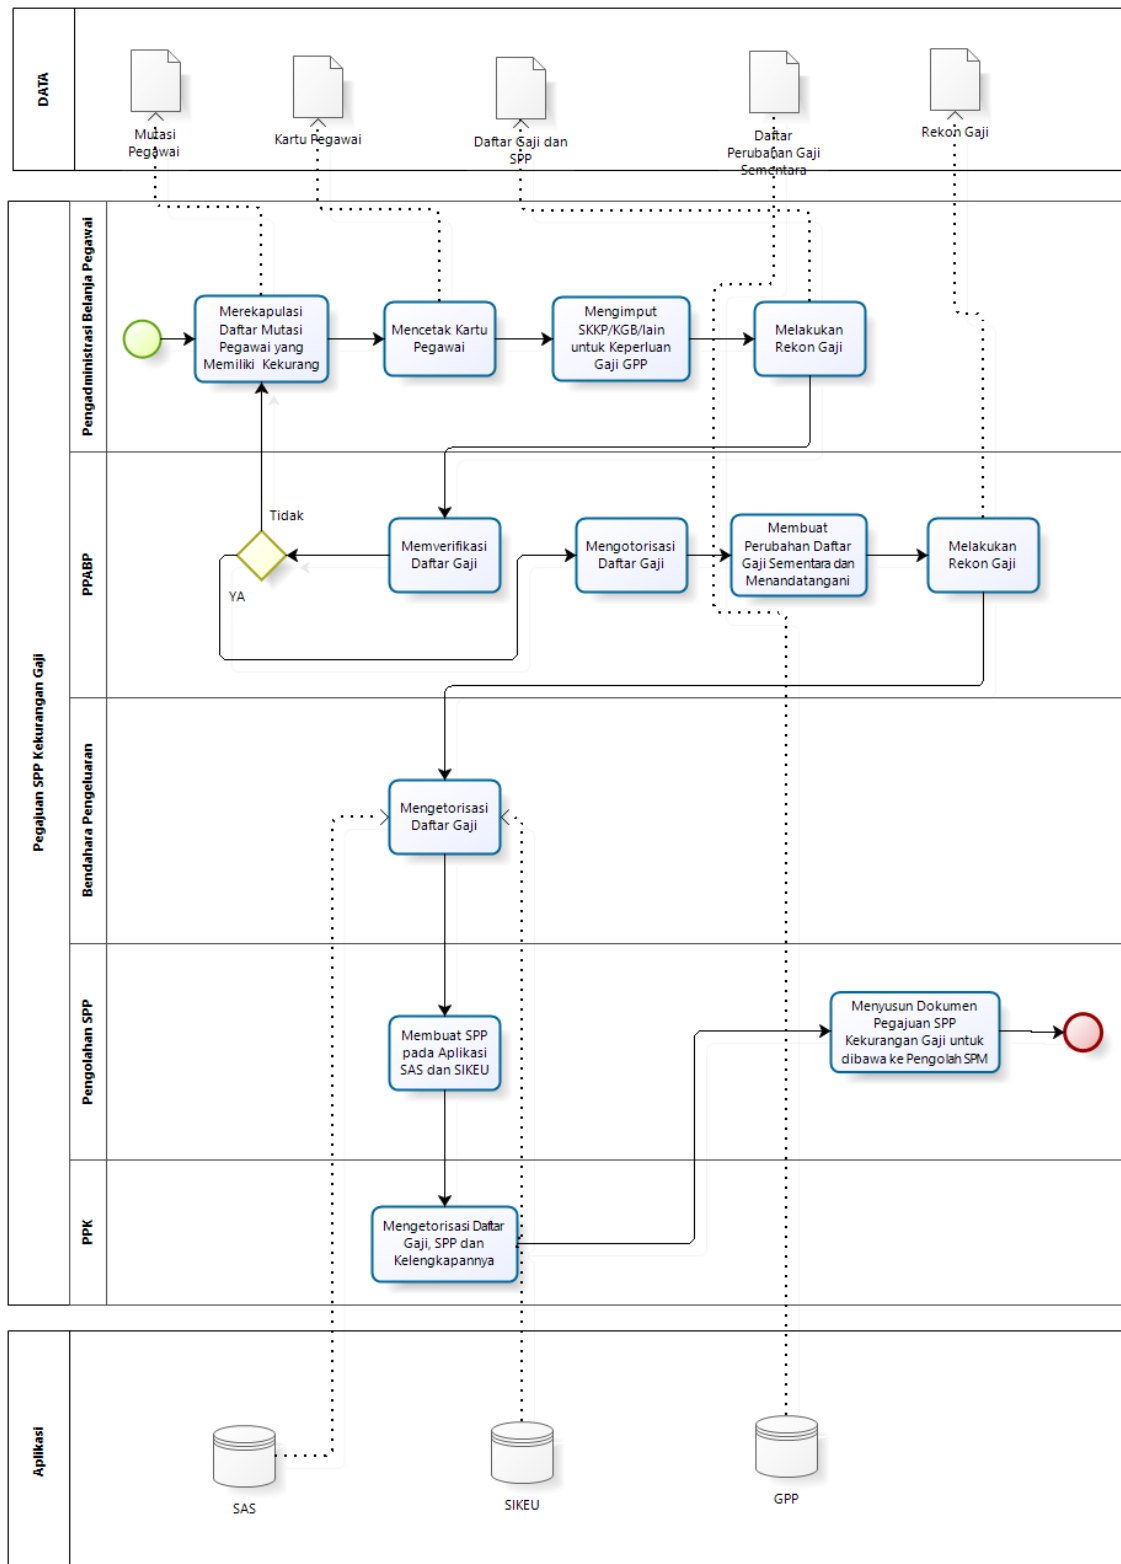 DATA
Mutasi
Pegawai
Kartu Pegawai
Daftar Gaji dan
SPP
Daftar
Perubahan Gaji
Sementara
Rekon Gaji
Pegajuan SPP Kekurangan Gaji
Pengadministrasi Belanja Pegawai
Merekapulasi
Daftar Mutasi
Pegawai yang
Memiliki Kekurang
Mencetak Kartu
Pegawai
Mengimput
SKKP/KGB/lain
untuk Keperluan
Gaji GPP
Melakukan
Rekon Gaji
PPABP
Tidak
YA
Memverifikasi
Daftar Gaji
Mengotorisasi
Daftar Gaji
Membuat
Perubahan Daftar
Gaji Sementara dan
Menandatangani
Melakukan
Rekon Gaji
Bendahara Pengeluaran
Mengetorisasi
Daftar Gaji
Pengolahan SPP
Membuat SPP
pada Aplikasi
SAS dan SIKEU
Menyusun Dokumen
Pegajuan SPP
Kekurangan Gaji untuk
dibawa ke Pengolah SPM
PPK
Mengetorisasi Daftar
Gaji, SPP dan
Kelengkapannya
Aplikasi
SAS
SIKEU
GPP